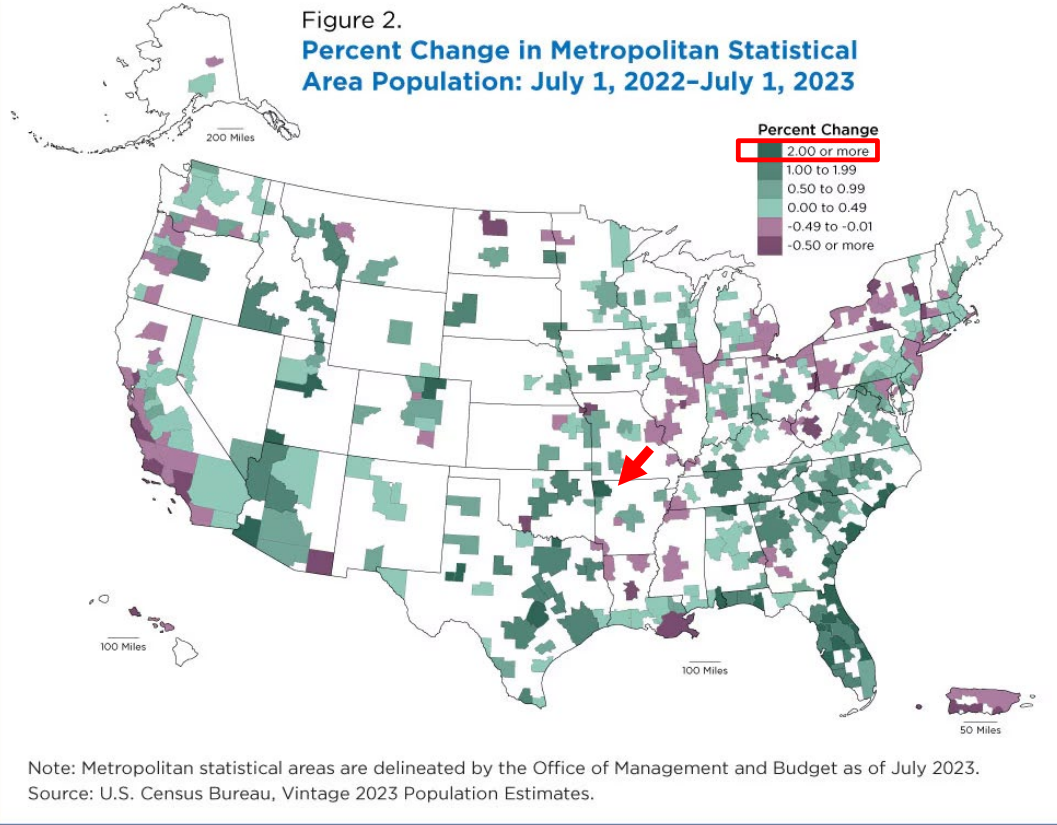 Figure 2.
Percent Change in Metropolitan Statistical
Area Population: July 1, 2022–July 1, 2023
200 Miles
Percent Change
2.00 or more
1.00 to 1.99
0.50 to 0.99
0.00 to 0.49
-0.49 to -0.01
-0.50 or more
100 Miles
100 Miles
50 Miles
Note: Metropolitan statistical areas are delineated by the Office of Management and Budget as of July 2023.
Source: U.S. Census Bureau, Vintage 2023 Population Estimates.